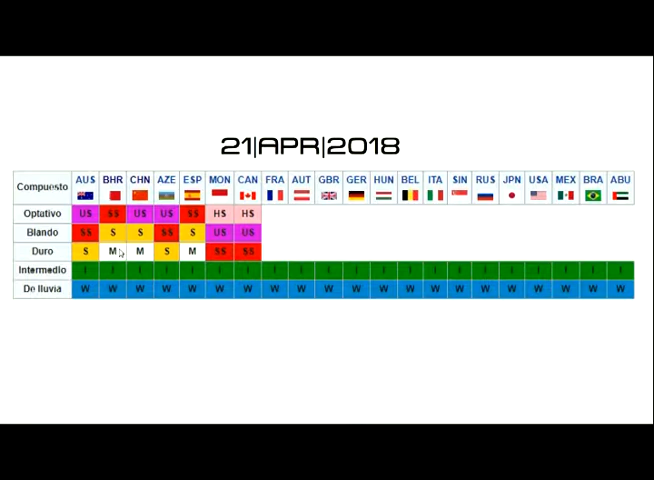 21|APR|2018
Compuesto AUS BHR CHN AZE ESP MON CAN FRA AUT GBR GER HUN BEL ITA SIN RUS JPN USA MEX BRA ABU
Optativo US SS US US SS HS HS
Blando SS S S SS S US US
Duro S M M S M SS SS
Intermedio I I I I I I I I I I I I I I I I I I I I I
De lluvia W W W W W W W W W W W W W W W W W W W W W